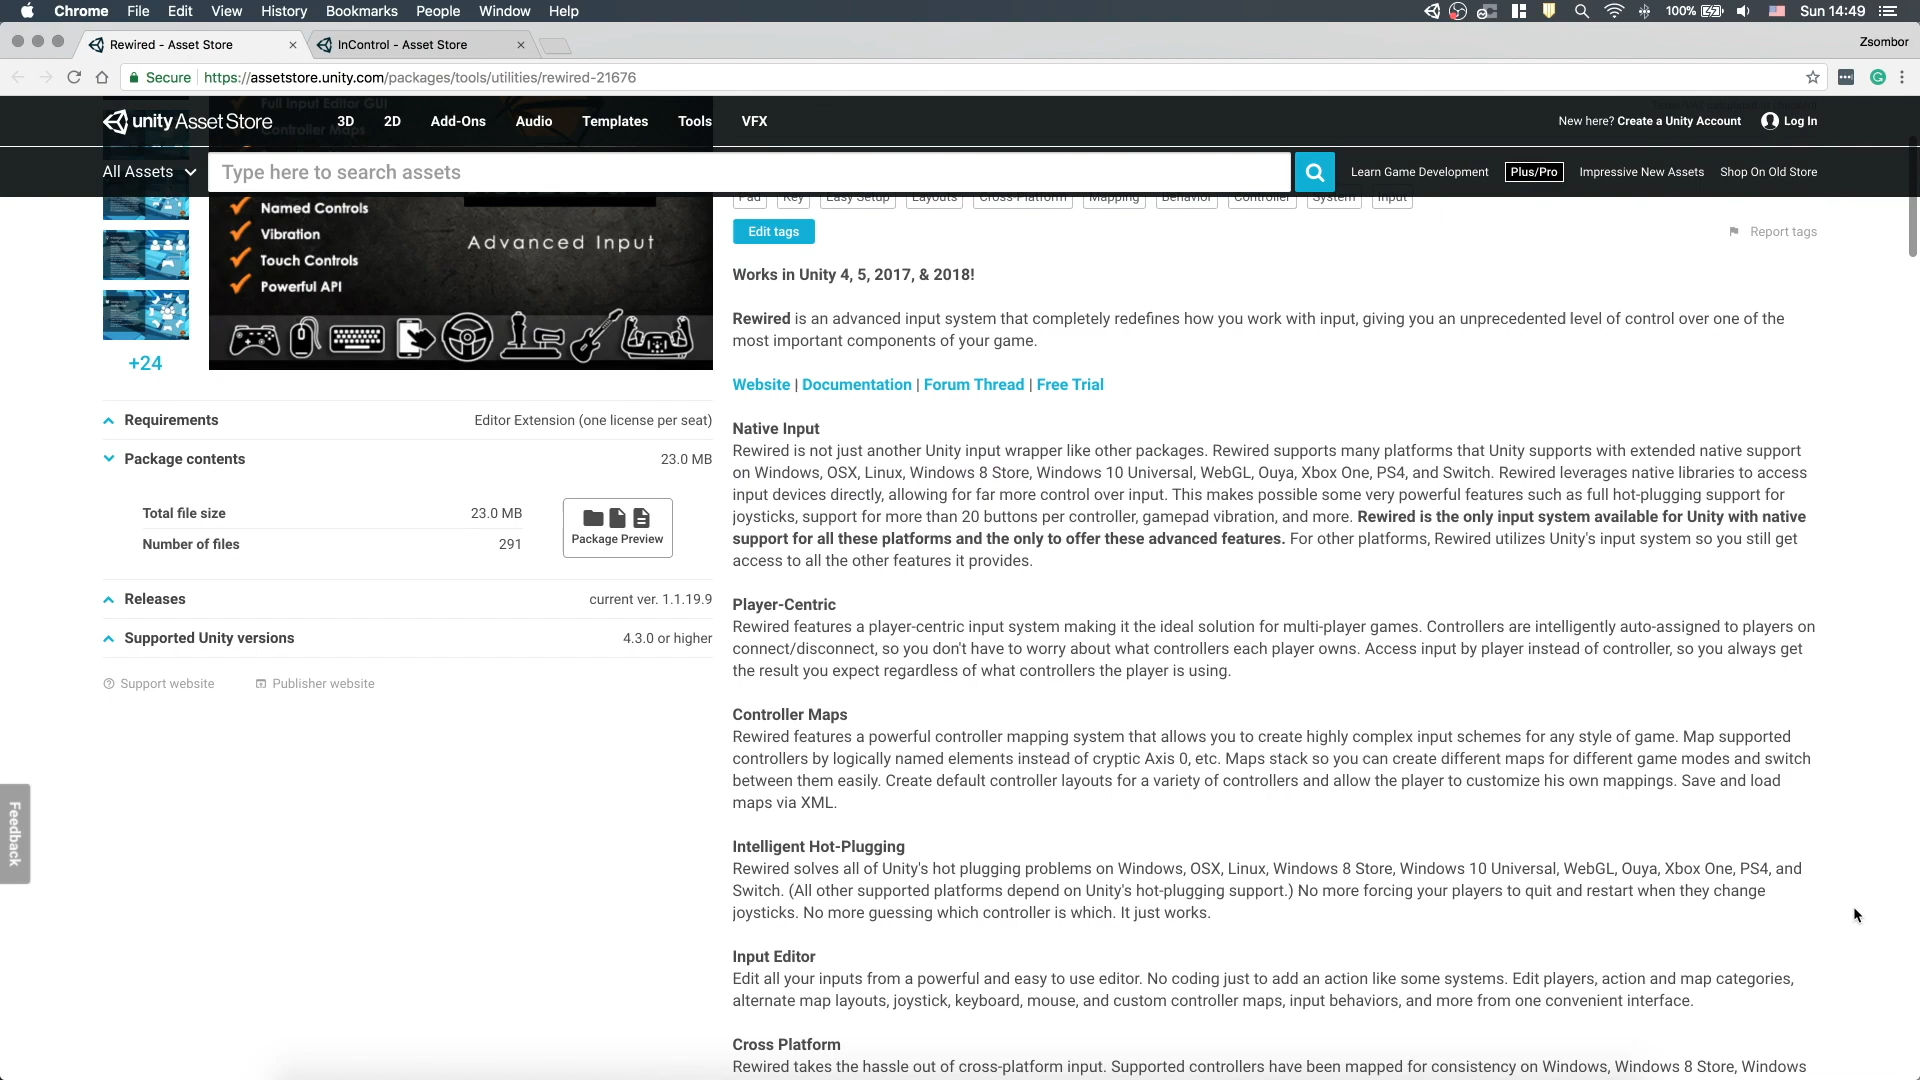 Chrome File Edit View History Bookmarks People Window Help
100% Sun 14:49
Rewired - Asset Store
InControl - Asset Store
Zsombor
Secure https://assetstore.unity.com/packages/tools/utilities/rewired-21676
Full Input Editor GUI
Controller Maps
unity Asset Store 3D 2D Add-Ons Audio Templates Tools VFX
New here? Create a Unity Account Log In
All Assets Type here to search assets
Learn Game Development Plus/Pro Impressive New Assets Shop On Old Store
Pad Key Easy Setup Layouts Cross-Platform Mapping Behavior Controller System Input
Named Controls
Vibration
Touch Controls
Powerful API
Advanced Input
+24
Edit tags
Report tags
Requirements Editor Extension (one license per seat)
Package contents 23.0 MB
Total file size 23.0 MB
Number of files 291
Package Preview
Releases current ver. 1.1.19.9
Supported Unity versions 4.3.0 or higher
Support website Publisher website
Works in Unity 4, 5, 2017, & 2018!
Rewired is an advanced input system that completely redefines how you work with input, giving you an unprecedented level of control over one of the
most important components of your game.
Website | Documentation | Forum Thread | Free Trial
Native Input
Rewired is not just another Unity input wrapper like other packages. Rewired supports many platforms that Unity supports with extended native support
on Windows, OSX, Linux, Windows 8 Store, Windows 10 Universal, WebGL, Ouya, Xbox One, PS4, and Switch. Rewired leverages native libraries to access
input devices directly, allowing for far more control over input. This makes possible some very powerful features such as full hot-plugging support for
joysticks, support for more than 20 buttons per controller, gamepad vibration, and more. Rewired is the only input system available for Unity with native
support for all these platforms and the only to offer these advanced features. For other platforms, Rewired utilizes Unity's input system so you still get
access to all the other features it provides.
Player-Centric
Rewired features a player-centric input system making it the ideal solution for multi-player games. Controllers are intelligently auto-assigned to players on
connect/disconnect, so you don't have to worry about what controllers each player owns. Access input by player instead of controller, so you always get
the result you expect regardless of what controllers the player is using.
Controller Maps
Rewired features a powerful controller mapping system that allows you to create highly complex input schemes for any style of game. Map supported
controllers by logically named elements instead of cryptic Axis 0, etc. Maps stack so you can create different maps for different game modes and switch
between them easily. Create default controller layouts for a variety of controllers and allow the player to customize his own mappings. Save and load
maps via XML.
Intelligent Hot-Plugging
Rewired solves all of Unity's hot plugging problems on Windows, OSX, Linux, Windows 8 Store, Windows 10 Universal, WebGL, Ouya, Xbox One, PS4, and
Switch. (All other supported platforms depend on Unity's hot-plugging support.) No more forcing your players to quit and restart when they change
joysticks. No more guessing which controller is which. It just works.
Input Editor
Edit all your inputs from a powerful and easy to use editor. No coding just to add an action like some systems. Edit players, action and map categories,
alternate map layouts, joystick, keyboard, mouse, and custom controller maps, input behaviors, and more from one convenient interface.
Cross Platform
Rewired takes the hassle out of cross-platform input. Supported controllers have been mapped for consistency on Windows, Windows 8 Store, Windows
Feedback